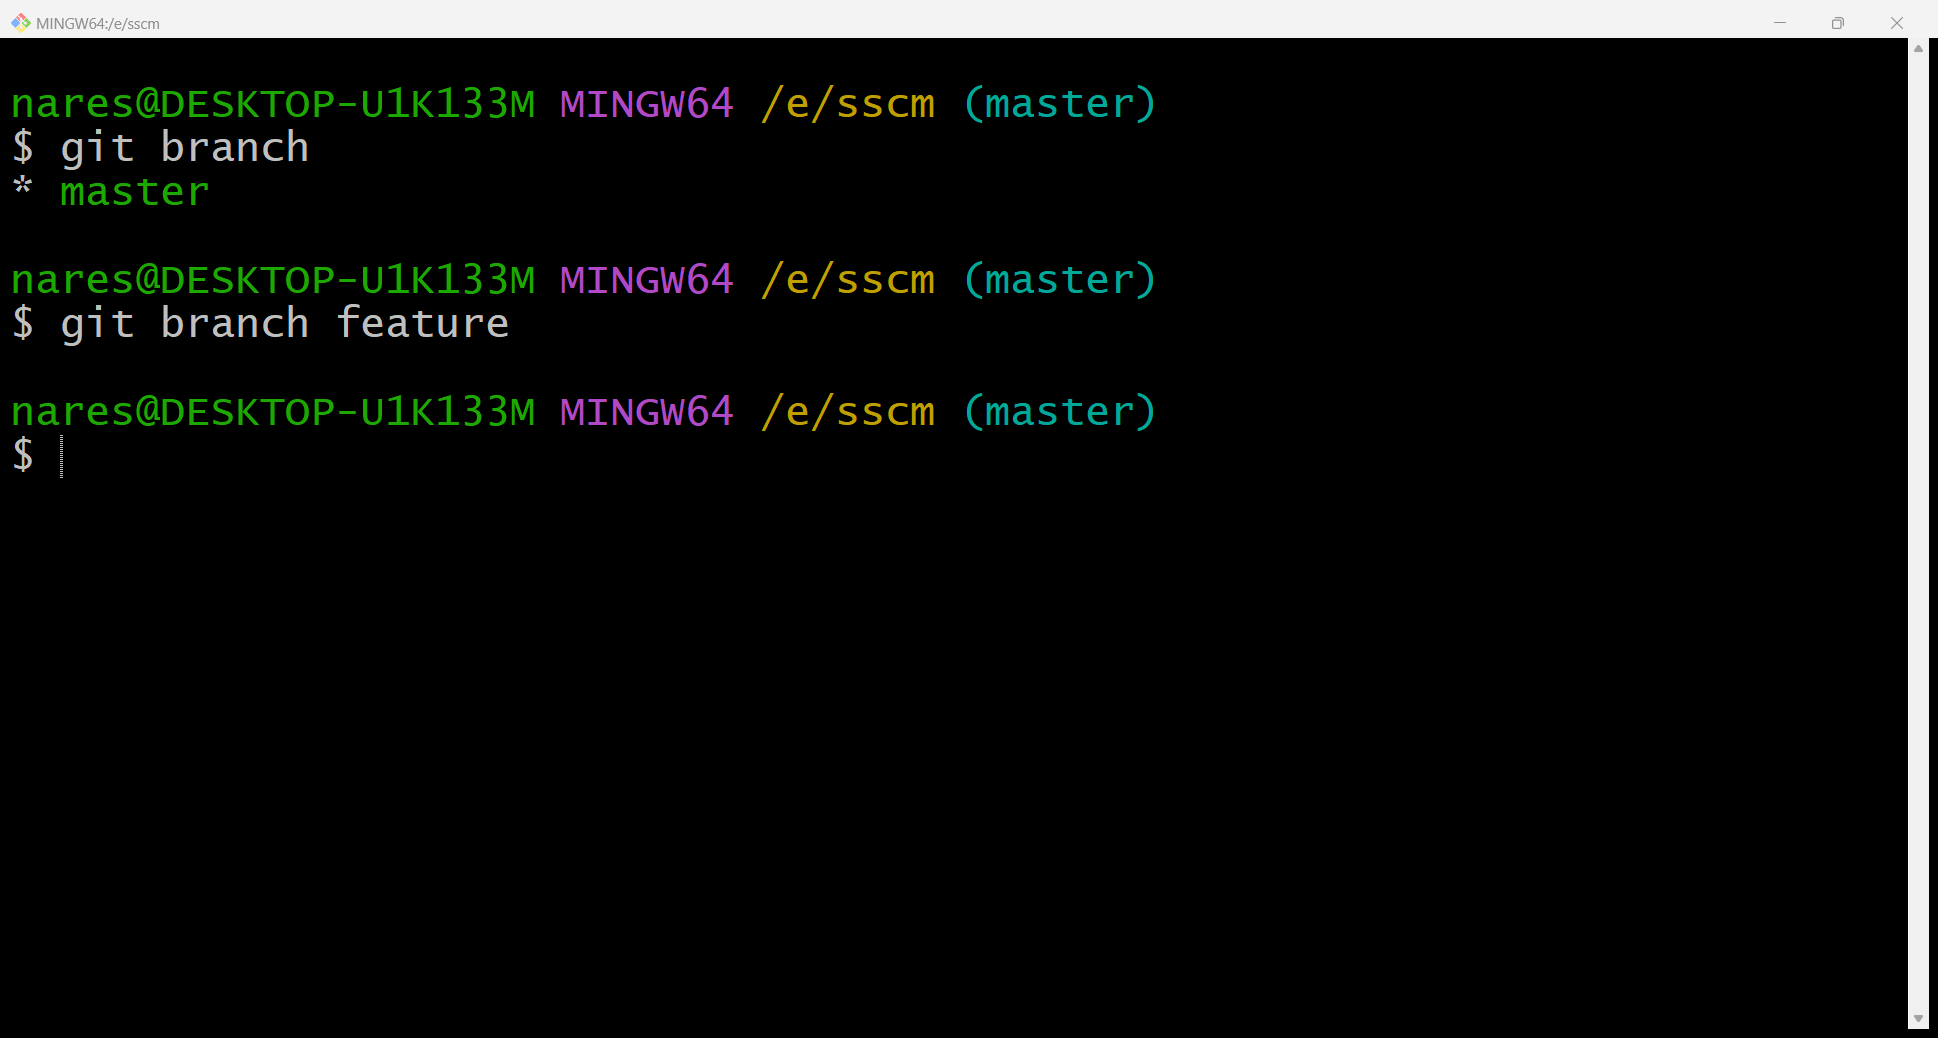 MINGW64:/e/sscm
nares@DESKTOP-U1K133M MINGW64 /e/sscm (master)
$ git branch
* master
nares@DESKTOP-U1K133M MINGW64 /e/sscm (master)
$ git branch feature
nares@DESKTOP-U1K133M MINGW64 /e/sscm (master)
$